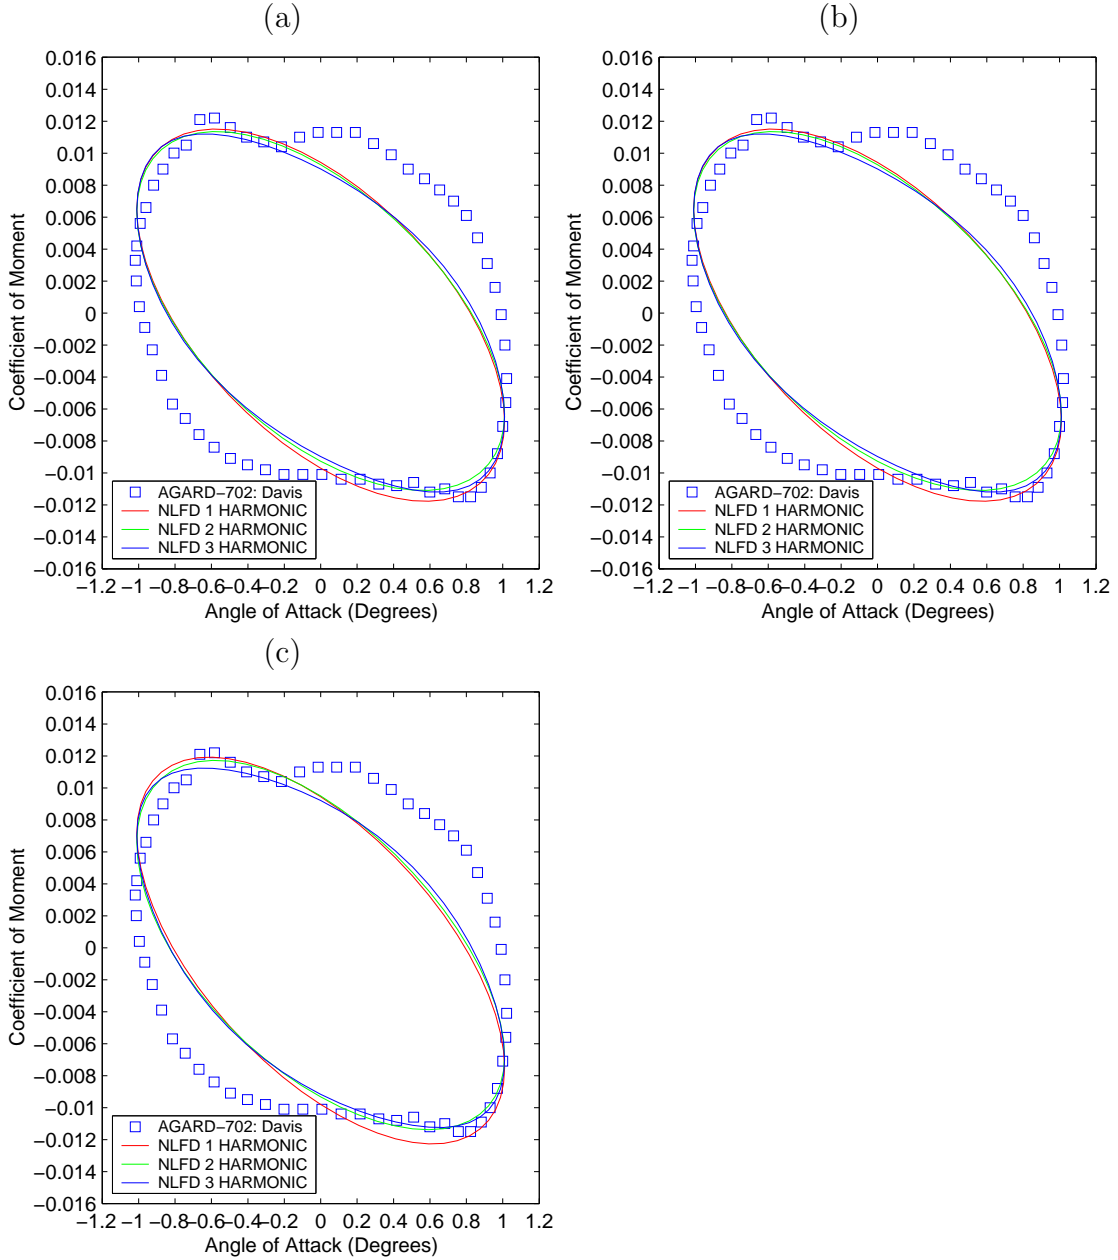 (a)
0.016
0.014
0.012
0.01
0.008
0.006
0.004
0.002
0
−0.002
−0.004
−0.006
−0.008
−0.01
−0.012
−0.014
−0.016
Coefficient of Moment
AGARD−702: Davis
NLFD 1 HARMONIC
NLFD 2 HARMONIC
NLFD 3 HARMONIC
−1.2 −1 −0.8−0.6−0.4−0.2 0 0.2 0.4 0.6 0.8 1 1.2
Angle of Attack (Degrees)
(b)
0.016
0.014
0.012
0.01
0.008
0.006
0.004
0.002
0
−0.002
−0.004
−0.006
−0.008
−0.01
−0.012
−0.014
−0.016
Coefficient of Moment
AGARD−702: Davis
NLFD 1 HARMONIC
NLFD 2 HARMONIC
NLFD 3 HARMONIC
−1.2 −1 −0.8−0.6−0.4−0.2 0 0.2 0.4 0.6 0.8 1 1.2
Angle of Attack (Degrees)
(c)
0.016
0.014
0.012
0.01
0.008
0.006
0.004
0.002
0
−0.002
−0.004
−0.006
−0.008
−0.01
−0.012
−0.014
−0.016
Coefficient of Moment
AGARD−702: Davis
NLFD 1 HARMONIC
NLFD 2 HARMONIC
NLFD 3 HARMONIC
−1.2 −1 −0.8−0.6−0.4−0.2 0 0.2 0.4 0.6 0.8 1 1.2
Angle of Attack (Degrees)